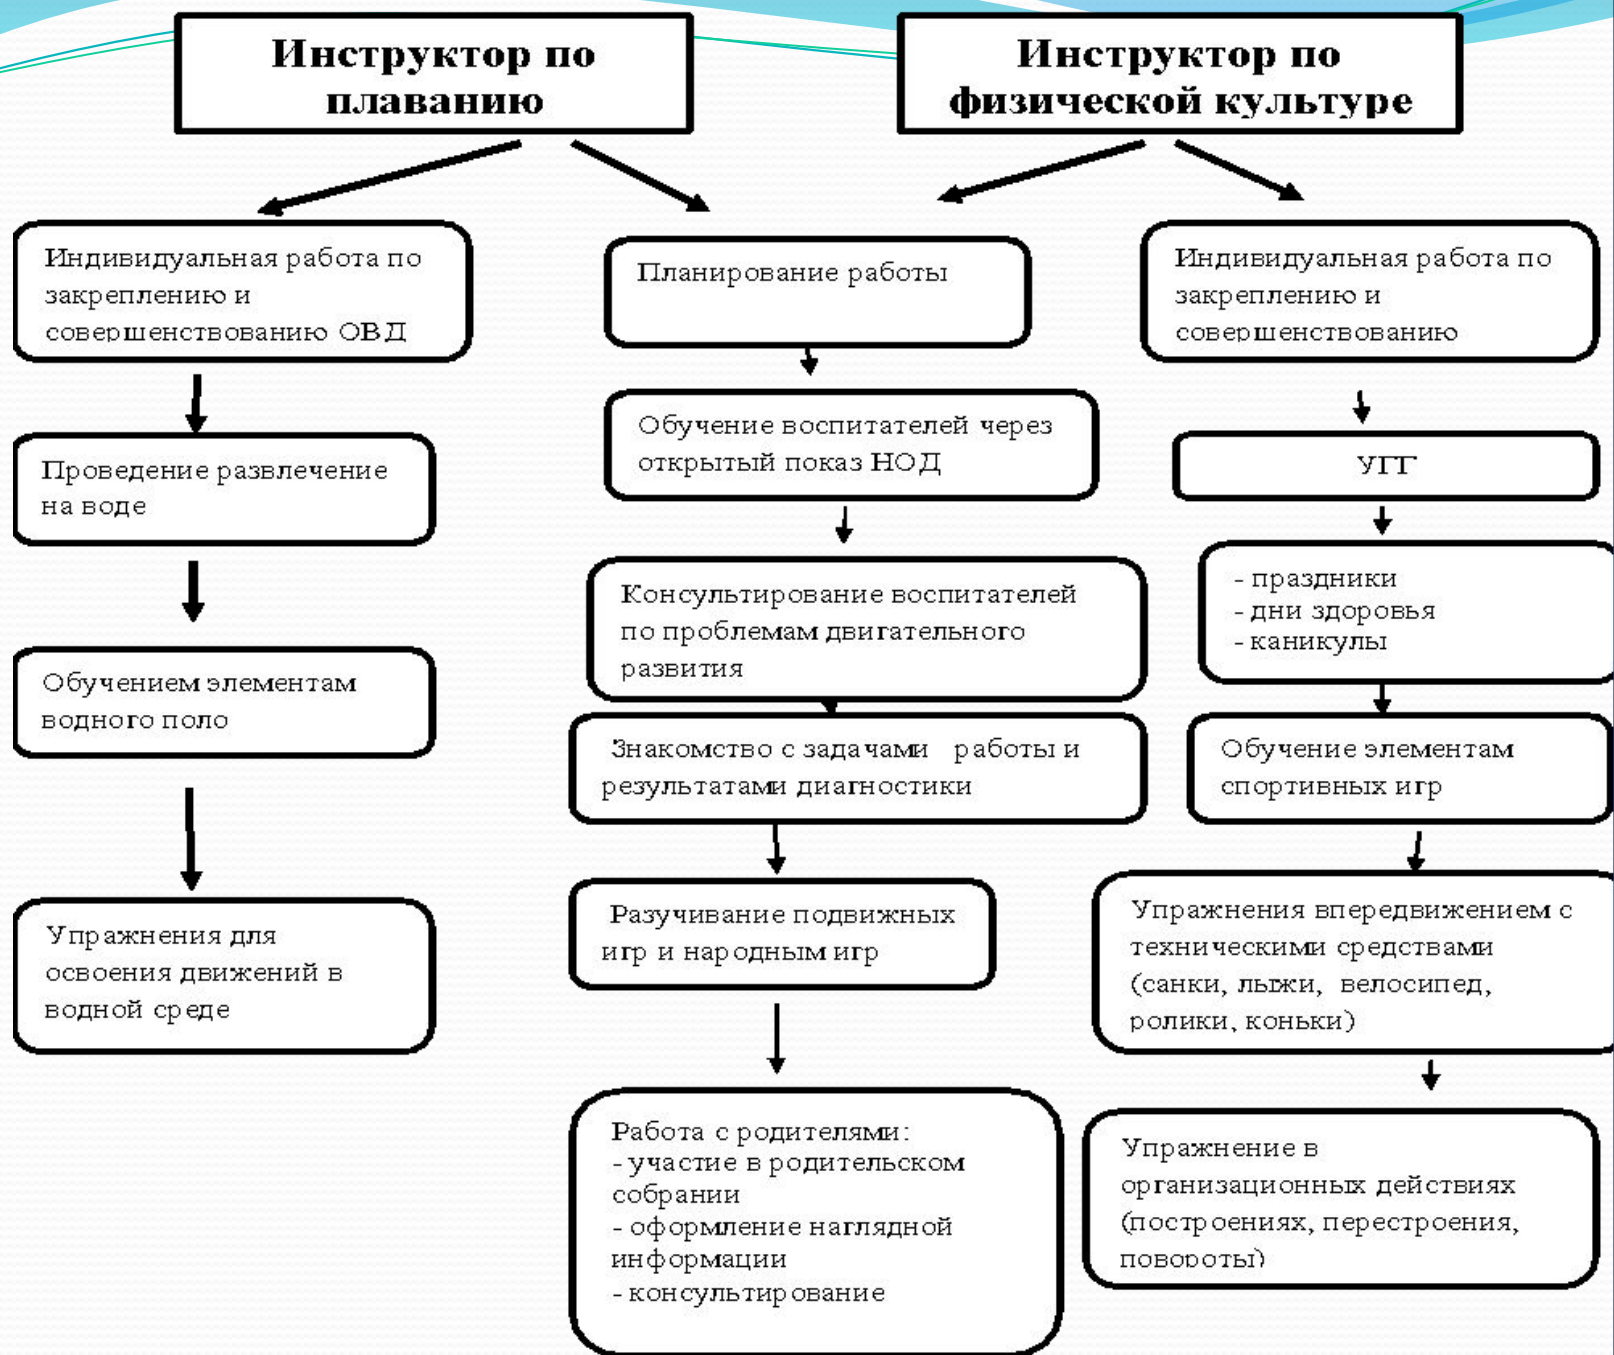 Инструктор по
плаванию
Инструктор по
физической культуре
Индивидуальная работа по
закреплению и
совершенствованию ОВД
Проведение развлечение
на воде
Обучением элементам
водного поло
Упражнения для
освоения движений в
водной среде
Планирование работы
Обучение воспитателей через
открытый показ НОД
Консультирование воспитателей
по проблемам двигательного
развития
Знакомство с задачами работы и
результатами диагностики
Разучивание подвижных
игр и народным игр
Работа с родителями:
- участие в родительском
собрании
- оформление наглядной
информации
- консультирование
Индивидуальная работа по
закреплению и
совершенствованию
УГГ
- праздники
- дни здоровья
- каникулы
Обучение элементам
спортивных игр
Упражнения впередвижением с
техническими средствами
(санки, лыжи, велосипед,
ролики, коньки)
Упражнение в
организационных действиях
(построениях, перестроения,
повороты)